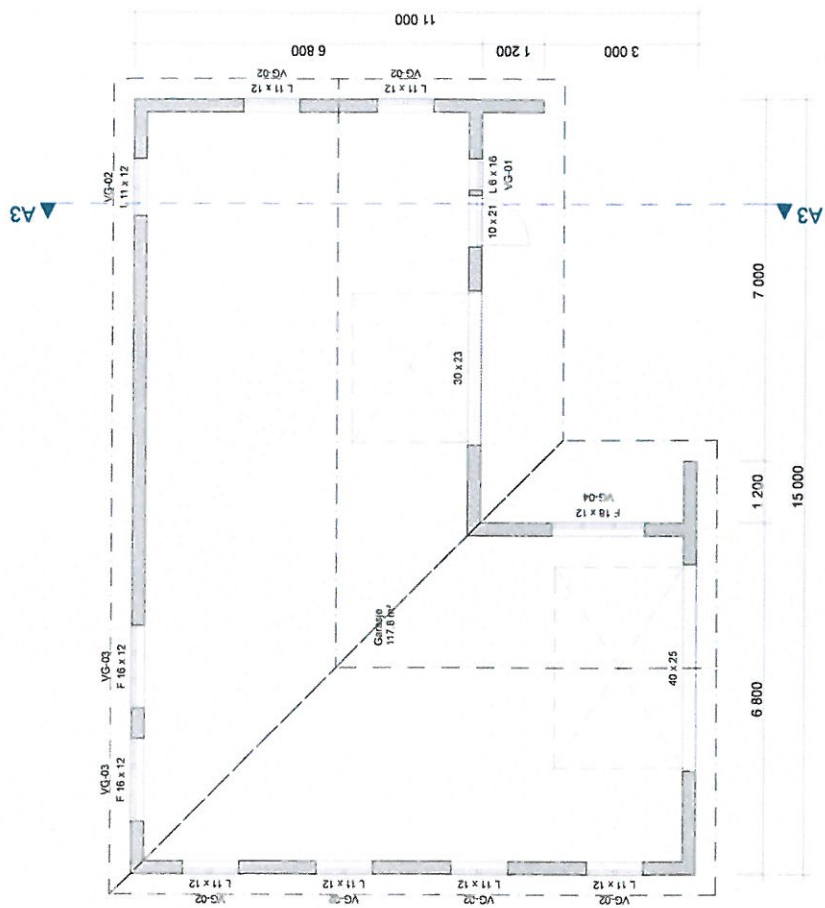 11 000
6 800
1 200
3 000
VG-02
L 11 x 12
VG-02
L 11 x 12
VG-02
L 11 x 12
A3
A3
L 6 x 16
VG-01
10 x 21
7 000
30 x 23
1 200
15 000
F 18 x 12
VG-04
Garasje
117.8 m²
VG-03
F 16 x 12
VG-03
F 16 x 12
40 x 25
6 800
L 11 x 12
VG-02
L 11 x 12
VG-02
L 11 x 12
VG-02
L 11 x 12
VG-02